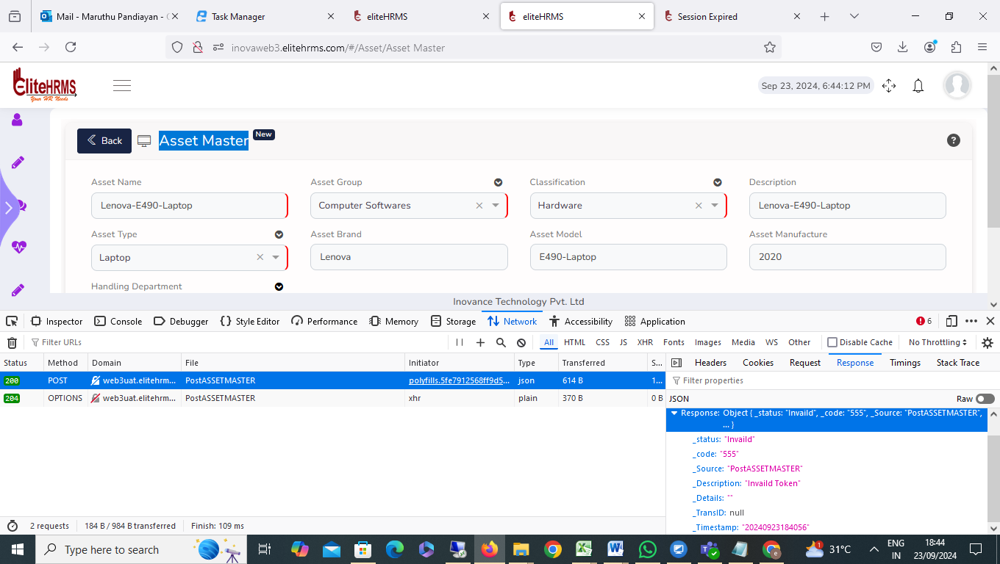 Mail - Maruthu Pandiayan - O
Task Manager
eliteHRMS
eliteHRMS
Session Expired
inovaweb3.elitehrms.com/#/Asset/Asset Master
EliteHRMS
Your HR Needs
Sep 23, 2024, 6:44:12 PM
Back
Asset Master
New
Asset Name
Asset Group
Classification
Description
Lenova-E490-Laptop
Computer Softwares
Hardware
Lenova-E490-Laptop
Asset Type
Asset Brand
Asset Model
Asset Manufacture
Laptop
Lenova
E490-Laptop
2020
Handling Department
Inovance Technology Pvt. Ltd
Inspector
Console
Debugger
Style Editor
Performance
Memory
Storage
Network
Accessibility
Application
6
Filter URLs
All
HTML
CSS
JS
XHR
Fonts
Images
Media
WS
Other
Disable Cache
No Throttling
Status
Method
Domain
File
Initiator
Type
Transferred
S...
Headers
Cookies
Request
Response
Timings
Stack Trace
200
POST
web3uat.elitehrm...
PostASSETMASTER
polyfills.5fe7912568ff9d5...
json
614 B
1...
204
OPTIONS
web3uat.elitehrm...
PostASSETMASTER
xhr
plain
370 B
0 B
Filter properties
JSON
Raw
Response: Object { _status: "Invaild", _code: "555", _Source: "PostASSETMASTER",
... }
_status: "Invaild"
_code: "555"
_Source: "PostASSETMASTER"
_Description: "Invaild Token"
_Details: ""
_TransID: null
_Timestamp: "20240923184056"
2 requests
184 B / 984 B transferred
Finish: 109 ms
Type here to search
1
31°C
ENG
IN
18:44
23/09/2024